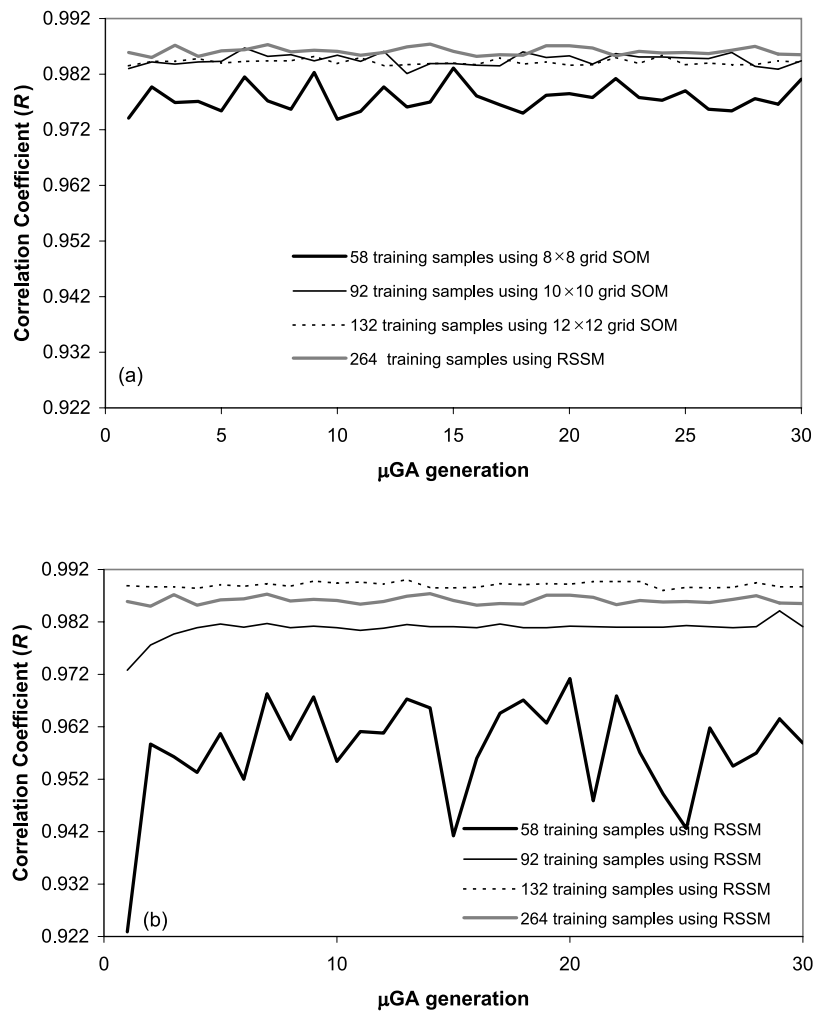 0.992
0.982
0.972
0.962
0.952
0.942
0.932
0.922
Correlation Coefficient (R)
58 training samples using 8×8 grid SOM
92 training samples using 10×10 grid SOM
132 training samples using 12×12 grid SOM
264 training samples using RSSM
(a)
0 5 10 15 20 25 30
μGA generation
0.992
0.982
0.972
0.962
0.952
0.942
0.932
0.922
Correlation Coefficient (R)
58 training samples using RSSM
92 training samples using RSSM
132 training samples using RSSM
264 training samples using RSSM
(b)
0 10 20 30
μGA generation